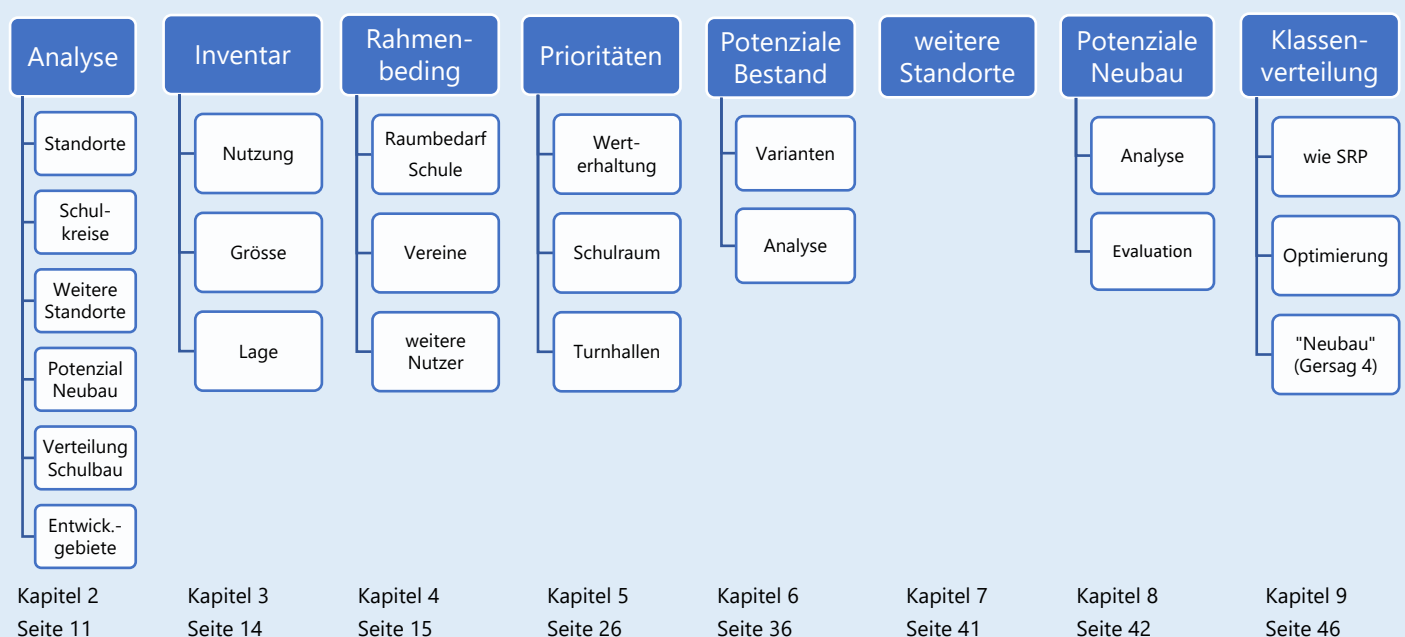 Analyse
Standorte
Schul-
kreise
Weitere
Standorte
Potenzial
Neubau
Verteilung
Schulbau
Entwick.-
gebiete
Kapitel 2
Seite 11
Inventar
Nutzung
Grösse
Lage
Kapitel 3
Seite 14
Rahmen-
beding
Raumbedarf
Schule
Vereine
weitere
Nutzer
Kapitel 4
Seite 15
Prioritäten
Wert-
erhaltung
Schulraum
Turnhallen
Kapitel 5
Seite 26
Potenziale
Bestand
Varianten
Analyse
Kapitel 6
Seite 36
weitere
Standorte
Kapitel 7
Seite 41
Potenziale
Neubau
Analyse
Evaluation
Kapitel 8
Seite 42
Klassen-
verteilung
wie SRP
Optimierung
"Neubau"
(Gersag 4)
Kapitel 9
Seite 46